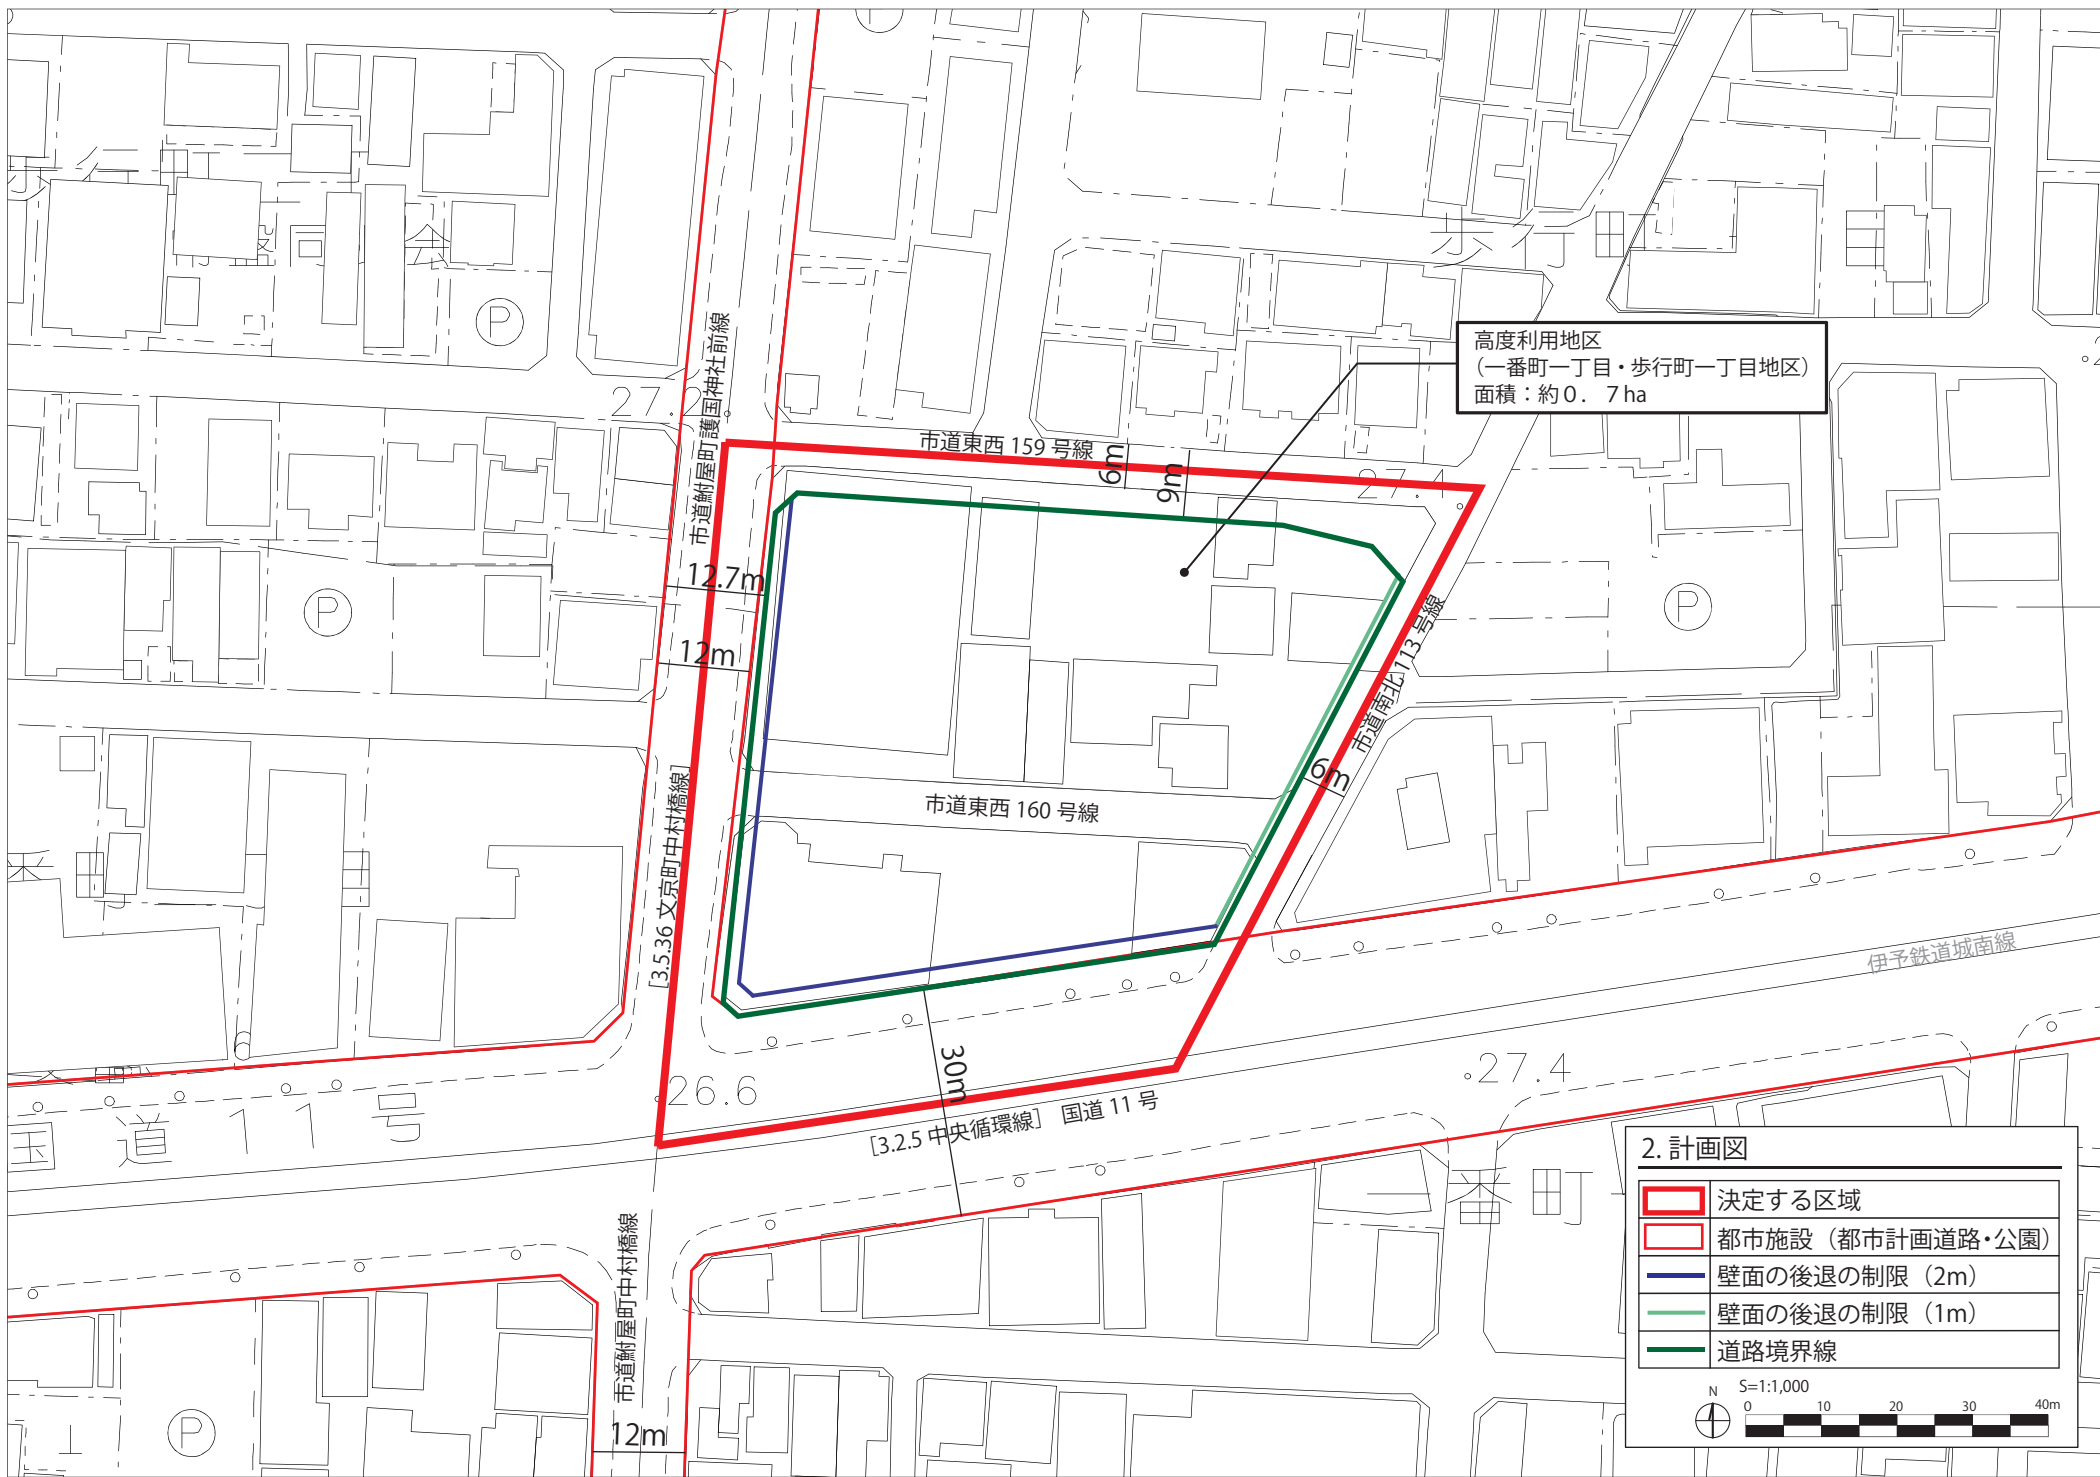 高度利用地区
（一番町一丁目・歩行町一丁目地区）
面積：約０．７ha
市道鮒屋町護国神社前線
27.2
市道東西 159 号線
6m
9m
27.4
12.7m
12m
市道南北 113 号線
6m
市道東西 160 号線
[3.5.36 文京町中村橋線]
伊予鉄道城南線
30m
26.6
27.4
[3.2.5 中央循環線] 国道 11 号
国道11号
市道鮒屋町中村橋線
12m
P
P
P
P
歩行町
番町
2. 計画図
決定する区域
都市施設（都市計画道路・公園）
壁面の後退の制限（2m）
壁面の後退の制限（1m）
道路境界線
N
S=1:1,000
0 10 20 30 40m